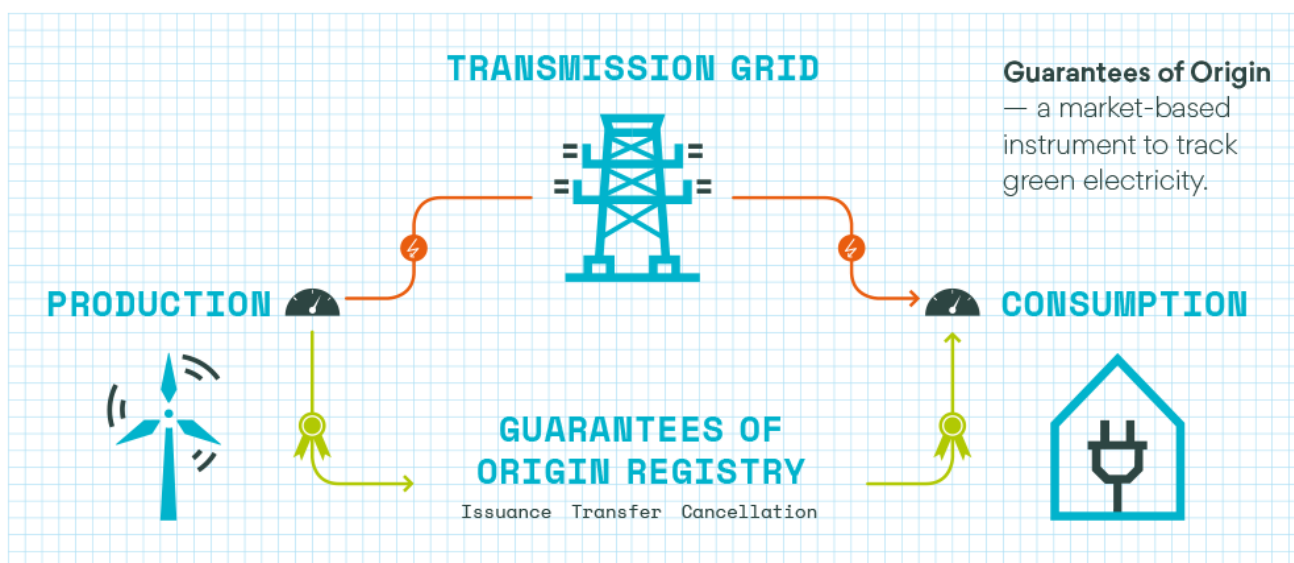 TRANSMISSION GRID
Guarantees of Origin
— a market-based
instrument to track
green electricity.
PRODUCTION
CONSUMPTION
GUARANTEES OF
ORIGIN REGISTRY
Issuance Transfer Cancellation